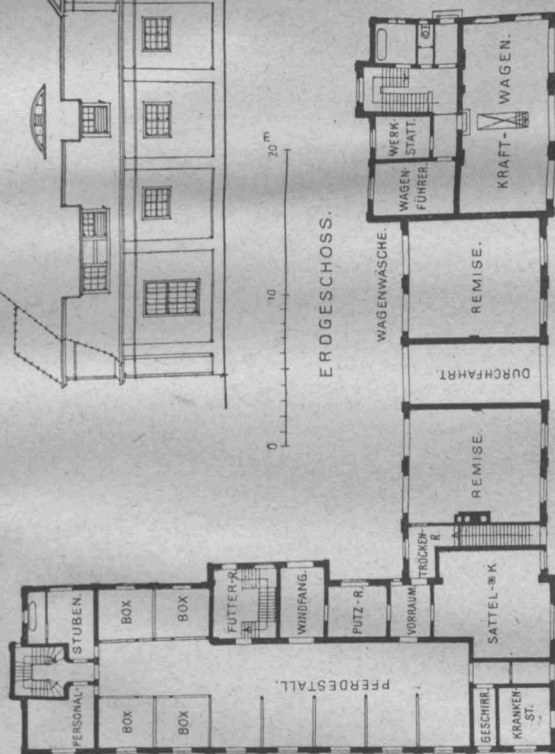 ERDGESCHOSS.
0
10
20
m
PERSONAL-
STUBEN.
BOX
BOX
BOX
BOX
FUTTER-R.
WINDFANG.
PUTZ-R.
VORRAUM.
PFERDESTALL.
GESCHIRR.
KRANKEN-
ST.
SATTEL-K
TROCKEN-
R
REMISE.
DURCHFAHRT.
REMISE.
WAGENWÄSCHE.
WAGEN-
FÜHRER.
WERK-
STATT.
KRAFT-WAGEN.